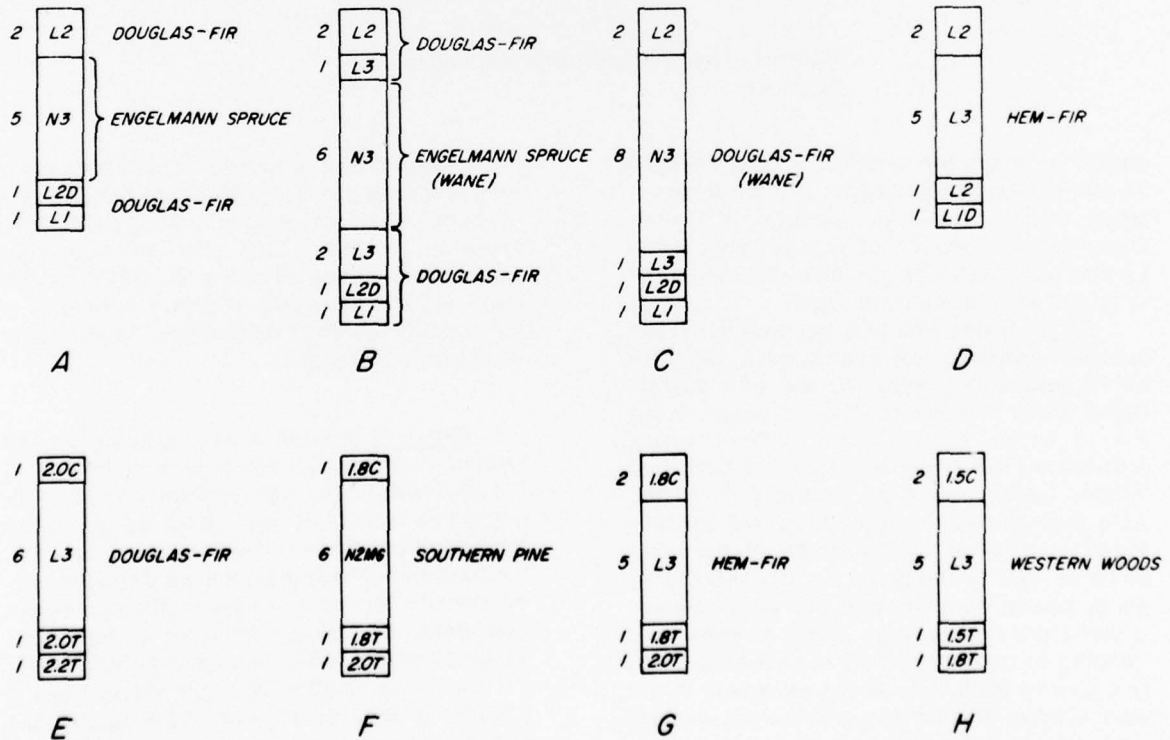 2 L2 DOUGLAS-FIR
5 N3 ENGELMANN SPRUCE
1 L2D DOUGLAS-FIR
1 L1
A
2 L2 DOUGLAS-FIR
1 L3
6 N3 ENGELMANN SPRUCE
(WANE)
2 L3 DOUGLAS-FIR
1 L2D
1 L1
B
2 L2
8 N3 DOUGLAS-FIR
(WANE)
1 L3
1 L2D
1 L1
C
2 L2
5 L3 HEM-FIR
1 L2
1 L1D
D
1 2.0C
6 L3 DOUGLAS-FIR
1 2.0T
1 2.2T
E
1 1.8C
6 N2MG SOUTHERN PINE
1 1.8T
1 2.0T
F
2 1.8C
5 L3 HEM-FIR
1 1.8T
1 2.0T
G
2 1.5C
5 L3 WESTERN WOODS
1 1.5T
1 1.8T
H